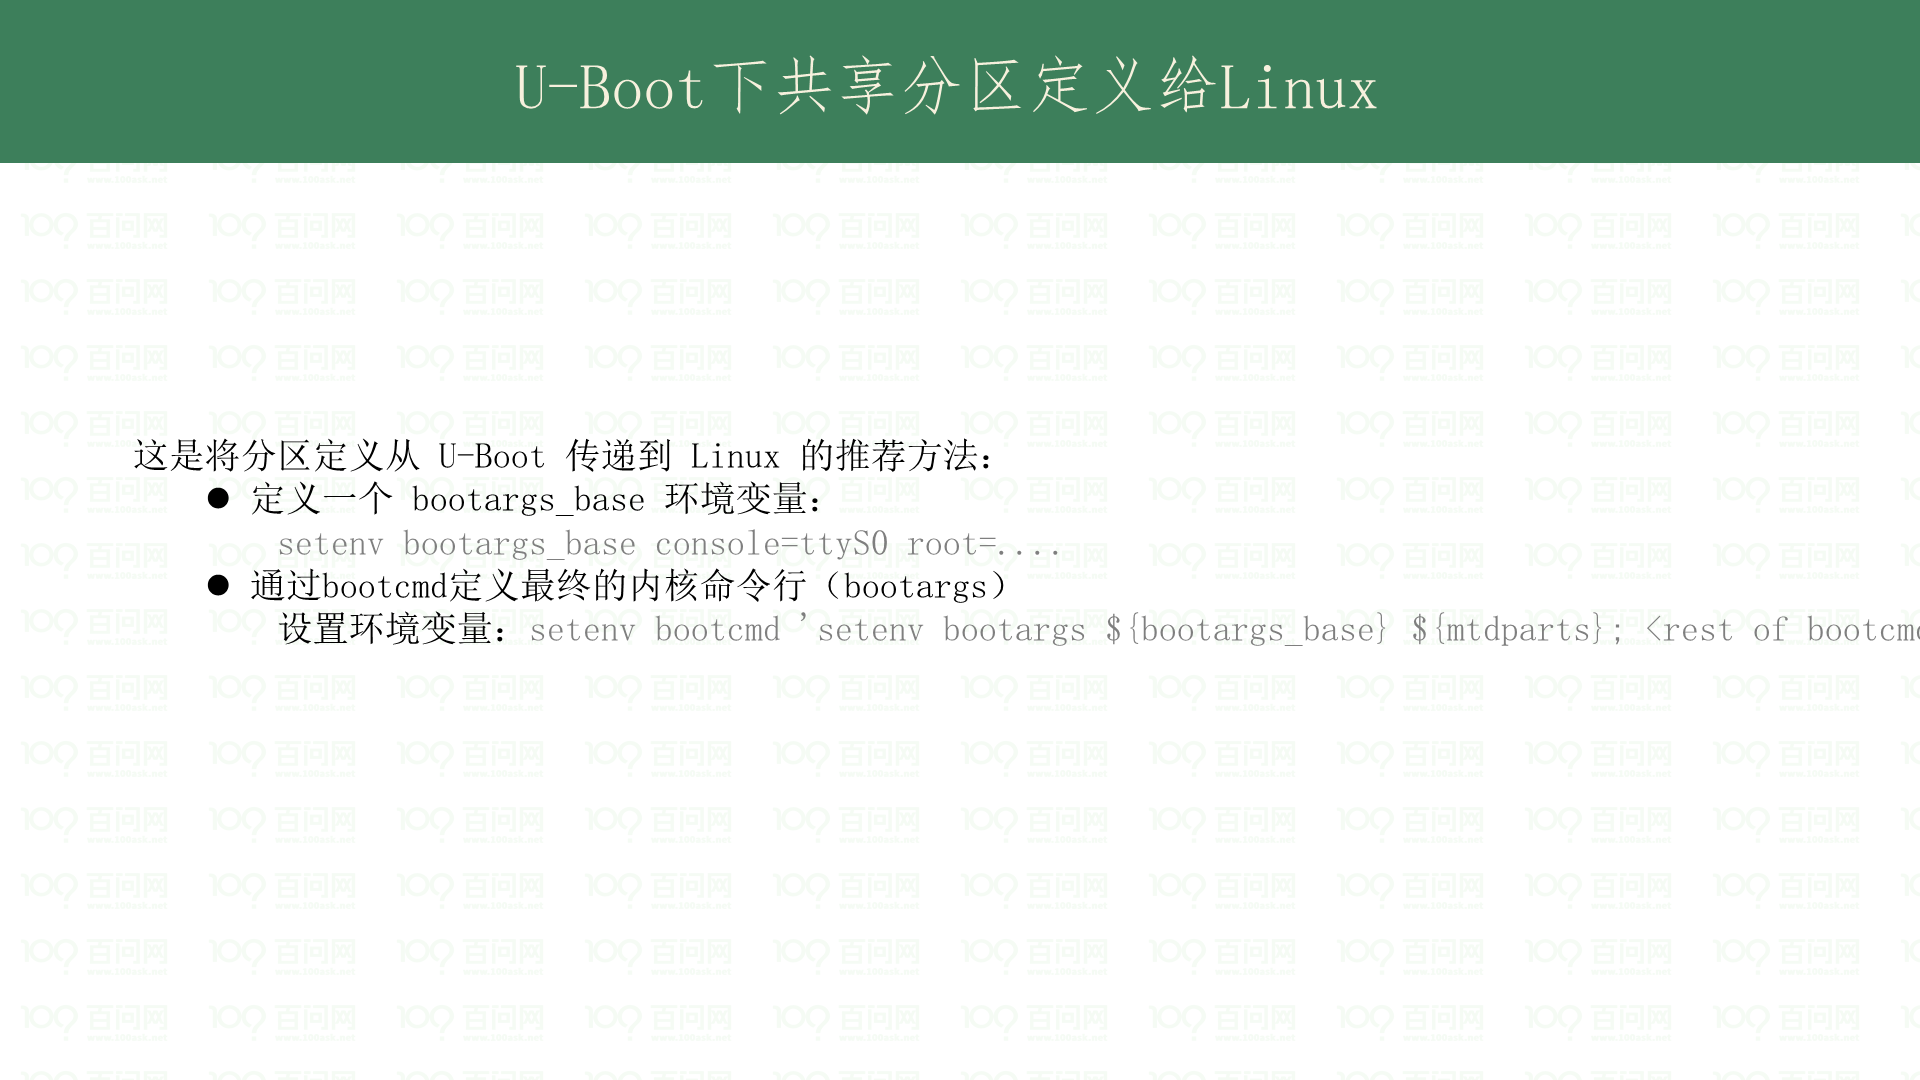 U-Boot下共享分区定义给Linux
这是将分区定义从 U-Boot 传递到 Linux 的推荐方法：
● 定义一个 bootargs_base 环境变量：
setenv bootargs_base console=ttyS0 root=....
● 通过bootcmd定义最终的内核命令行（bootargs）
设置环境变量：setenv bootcmd ’setenv bootargs ${bootargs_base} ${mtdparts}; <rest of bootcmd